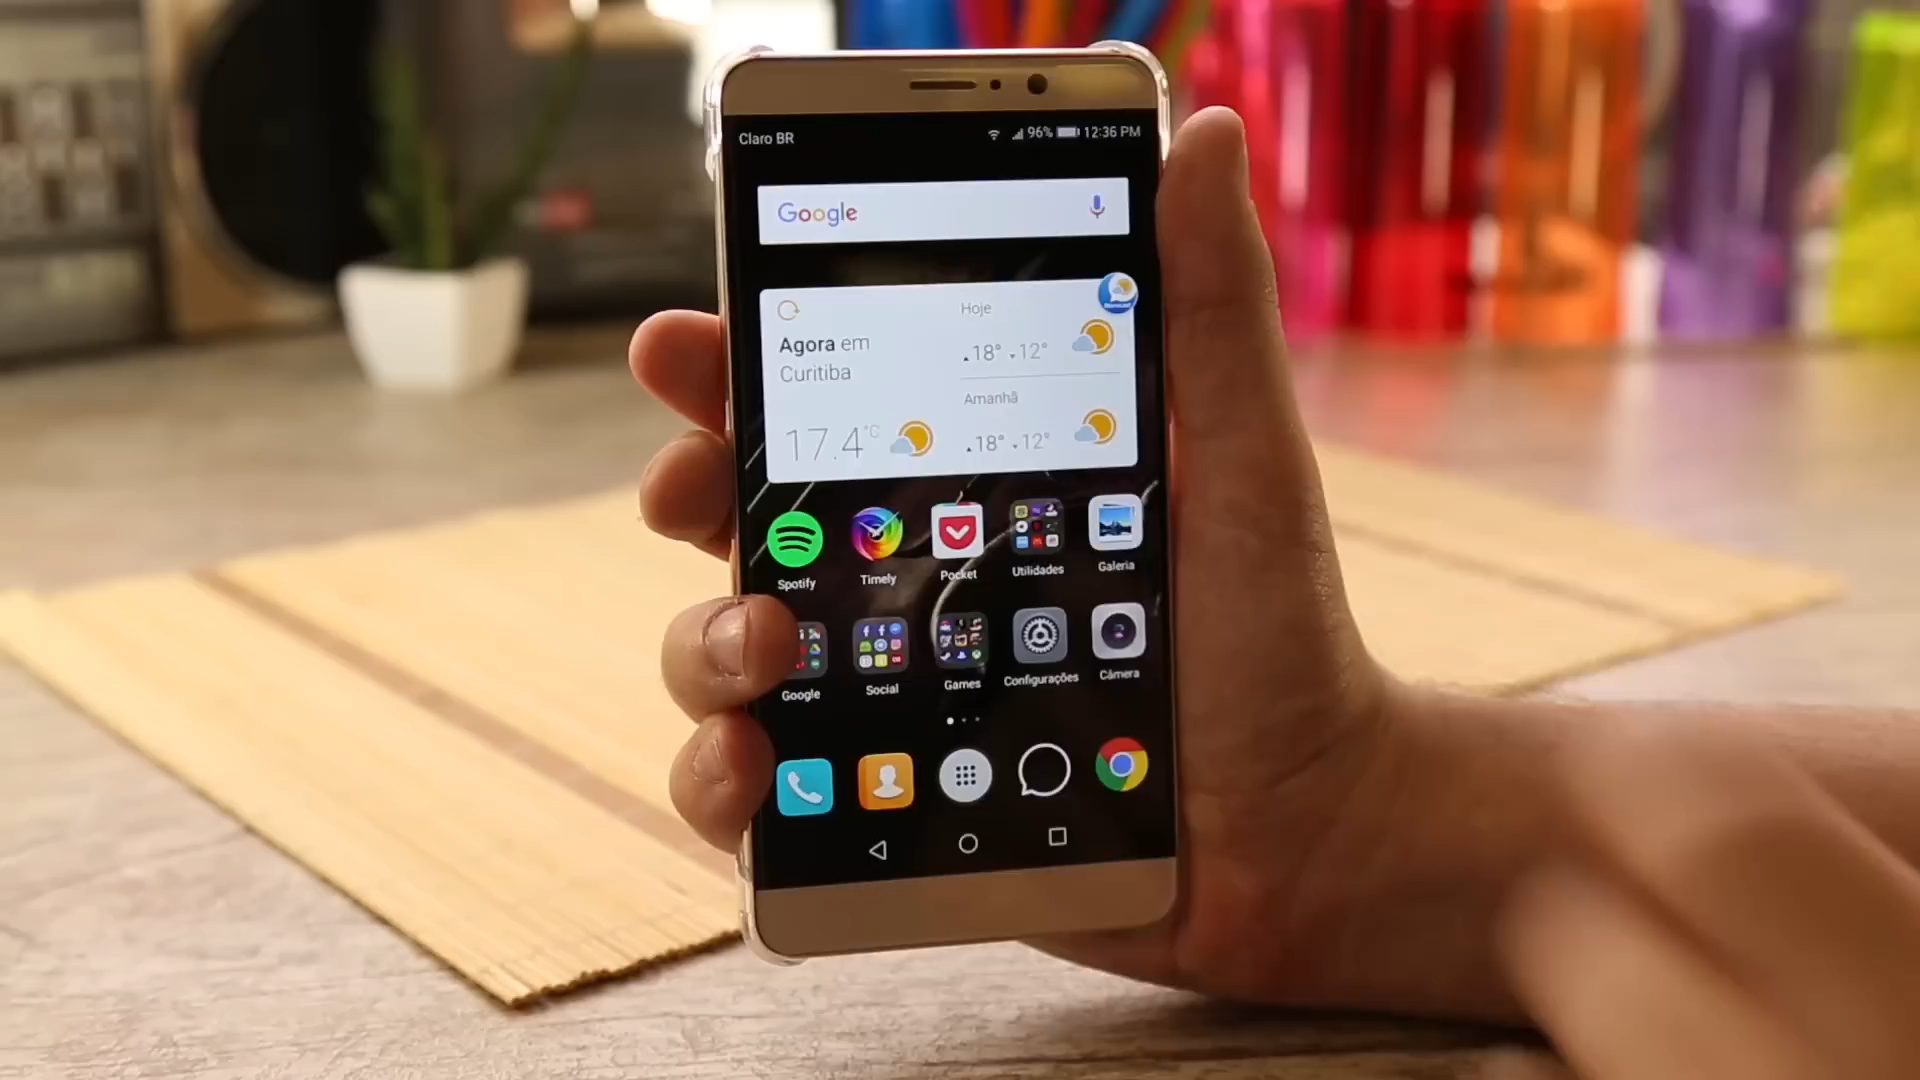 Claro BR
96% 12:36 PM
Google
Agora em
Curitiba
17.4°C
Hoje
18° 12°
Amanhã
18° 12°
Spotify
Timely
Pocket
Utilidades
Galeria
Google
Social
Games
Configurações
Câmera